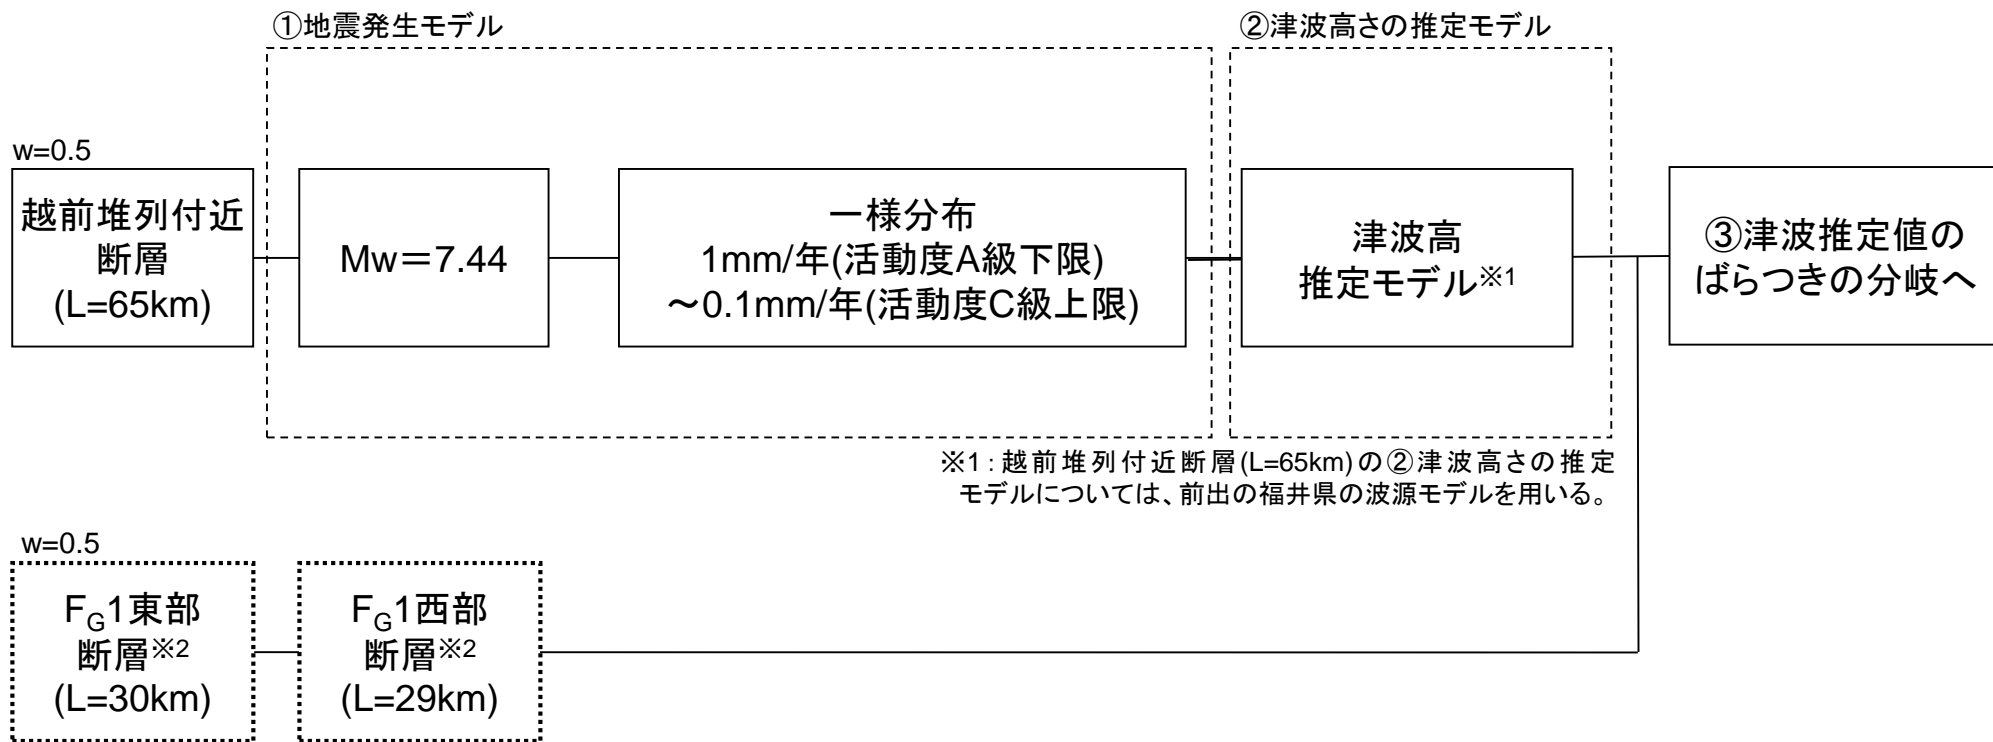 ①地震発生モデル
②津波高さの推定モデル
w=0.5
越前堆列付近
断層
(L=65km)
Mw＝7.44
一様分布
1mm/年(活動度A級下限)
～0.1mm/年(活動度C級上限)
津波高
推定モデル※1
③津波推定値の
ばらつきの分岐へ
※1：越前堆列付近断層(L=65km)の②津波高さの推定
モデルについては、前出の福井県の波源モデルを用いる。
w=0.5
FG1東部
断層※2
(L=30km)
FG1西部
断層※2
(L=29km)